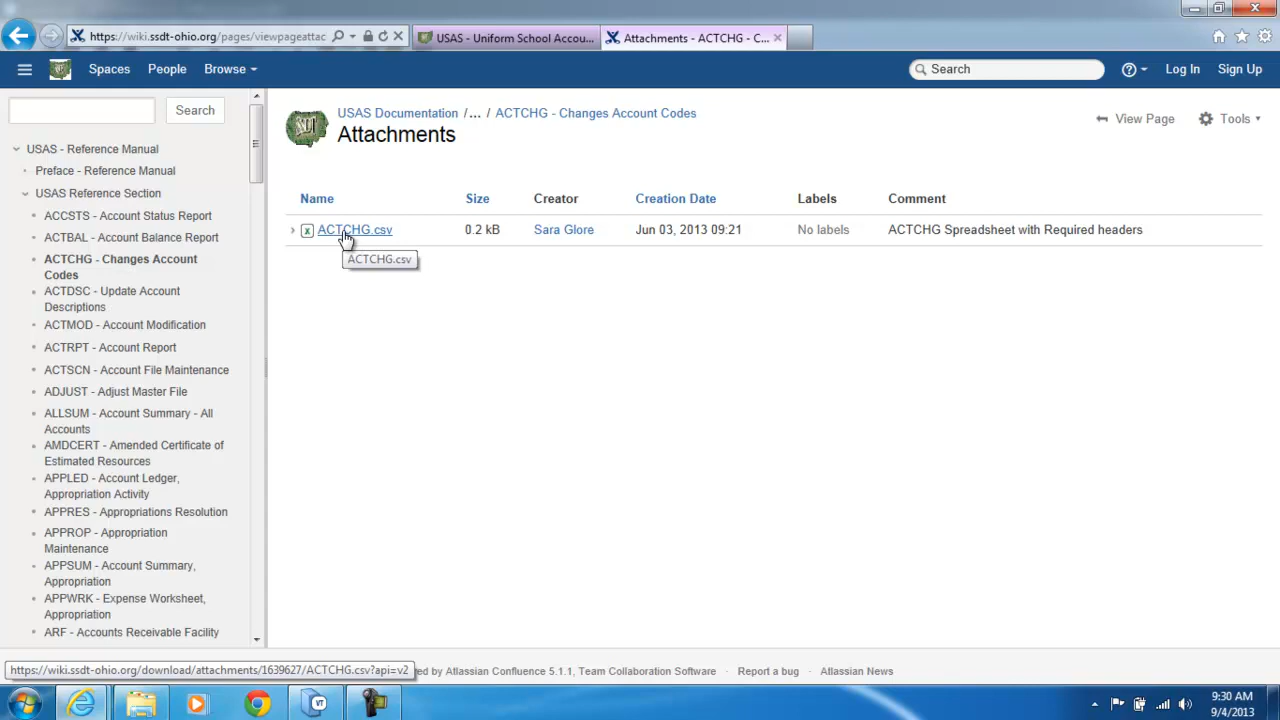 https://wiki.ssdt-ohio.org/pages/viewpageattac
USAS - Uniform School Accou...
Attachments - ACTCHG - C...
Spaces People Browse
Search
Log In Sign Up
Search
USAS - Reference Manual
Preface - Reference Manual
USAS Reference Section
ACCSTS - Account Status Report
ACTBAL - Account Balance Report
ACTCHG - Changes Account
Codes
ACTDSC - Update Account
Descriptions
ACTMOD - Account Modification
ACTRPT - Account Report
ACTSCN - Account File Maintenance
ADJUST - Adjust Master File
ALLSUM - Account Summary - All
Accounts
AMDCERT - Amended Certificate of
Estimated Resources
APPLED - Account Ledger,
Appropriation Activity
APPRES - Appropriations Resolution
APPROP - Appropriation
Maintenance
APPSUM - Account Summary,
Appropriation
APPWRK - Expense Worksheet,
Appropriation
ARF - Accounts Receivable Facility
USAS Documentation /... / ACTCHG - Changes Account Codes
Attachments
View Page Tools
Name Size Creator Creation Date Labels Comment
ACTCHG.csv 0.2 kB Sara Glore Jun 03, 2013 09:21 No labels ACTCHG Spreadsheet with Required headers
ACTCHG.csv
https://wiki.ssdt-ohio.org/download/attachments/1639627/ACTCHG.csv?api=v2
ed by Atlassian Confluence 5.1.1, Team Collaboration Software Report a bug Atlassian News
9:30 AM
9/4/2013